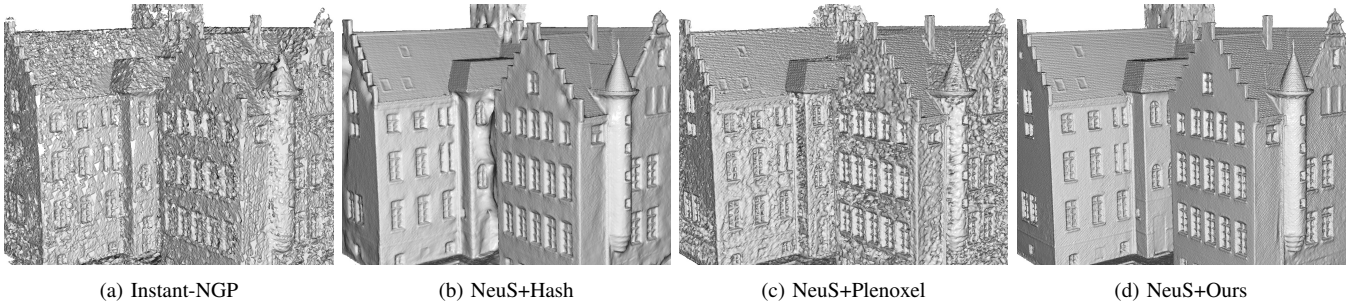 (a) Instant-NGP
(b) NeuS+Hash
(c) NeuS+Plenoxel
(d) NeuS+Ours